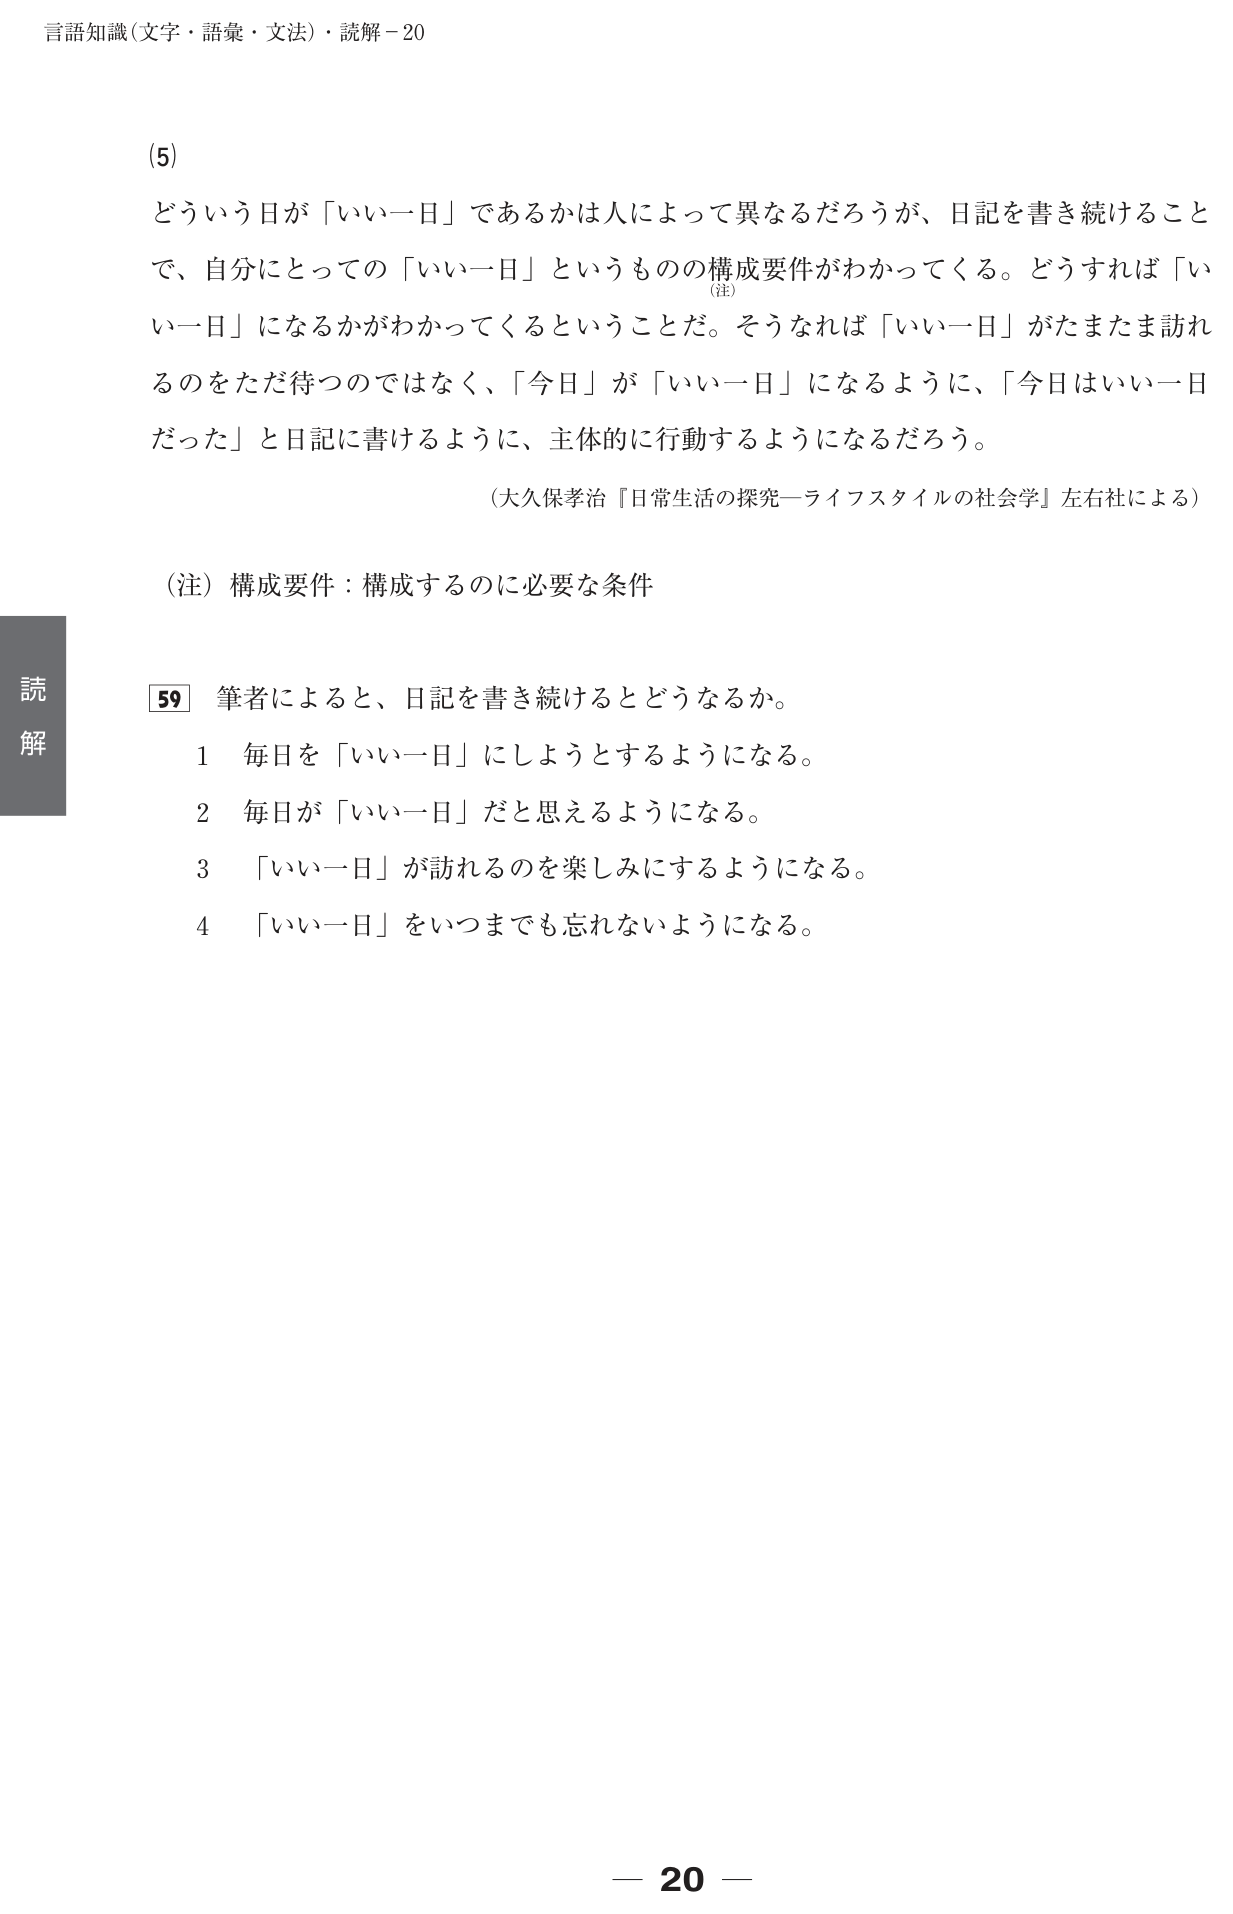 言語知識(文字・語彙・文法)・読解－20
(5)
どういう日が「いい一日」であるかは人によって異なるだろうが、日記を書き続けること
で、自分にとっての「いい一日」というものの構成要件がわかってくる。どうすれば「い
(注)
い一日」になるかがわかってくるということだ。そうなれば「いい一日」がたまたま訪れ
るのをただ待つのではなく、「今日」が「いい一日」になるように、「今日はいい一日
だった」と日記に書けるように、主体的に行動するようになるだろう。
（大久保孝治『日常生活の探究―ライフスタイルの社会学』左右社による）
（注）構成要件：構成するのに必要な条件
読
解
59 筆者によると、日記を書き続けるとどうなるか。
1 毎日を「いい一日」にしようとするようになる。
2 毎日が「いい一日」だと思えるようになる。
3 「いい一日」が訪れるのを楽しみにするようになる。
4 「いい一日」をいつまでも忘れないようになる。
― 20 ―